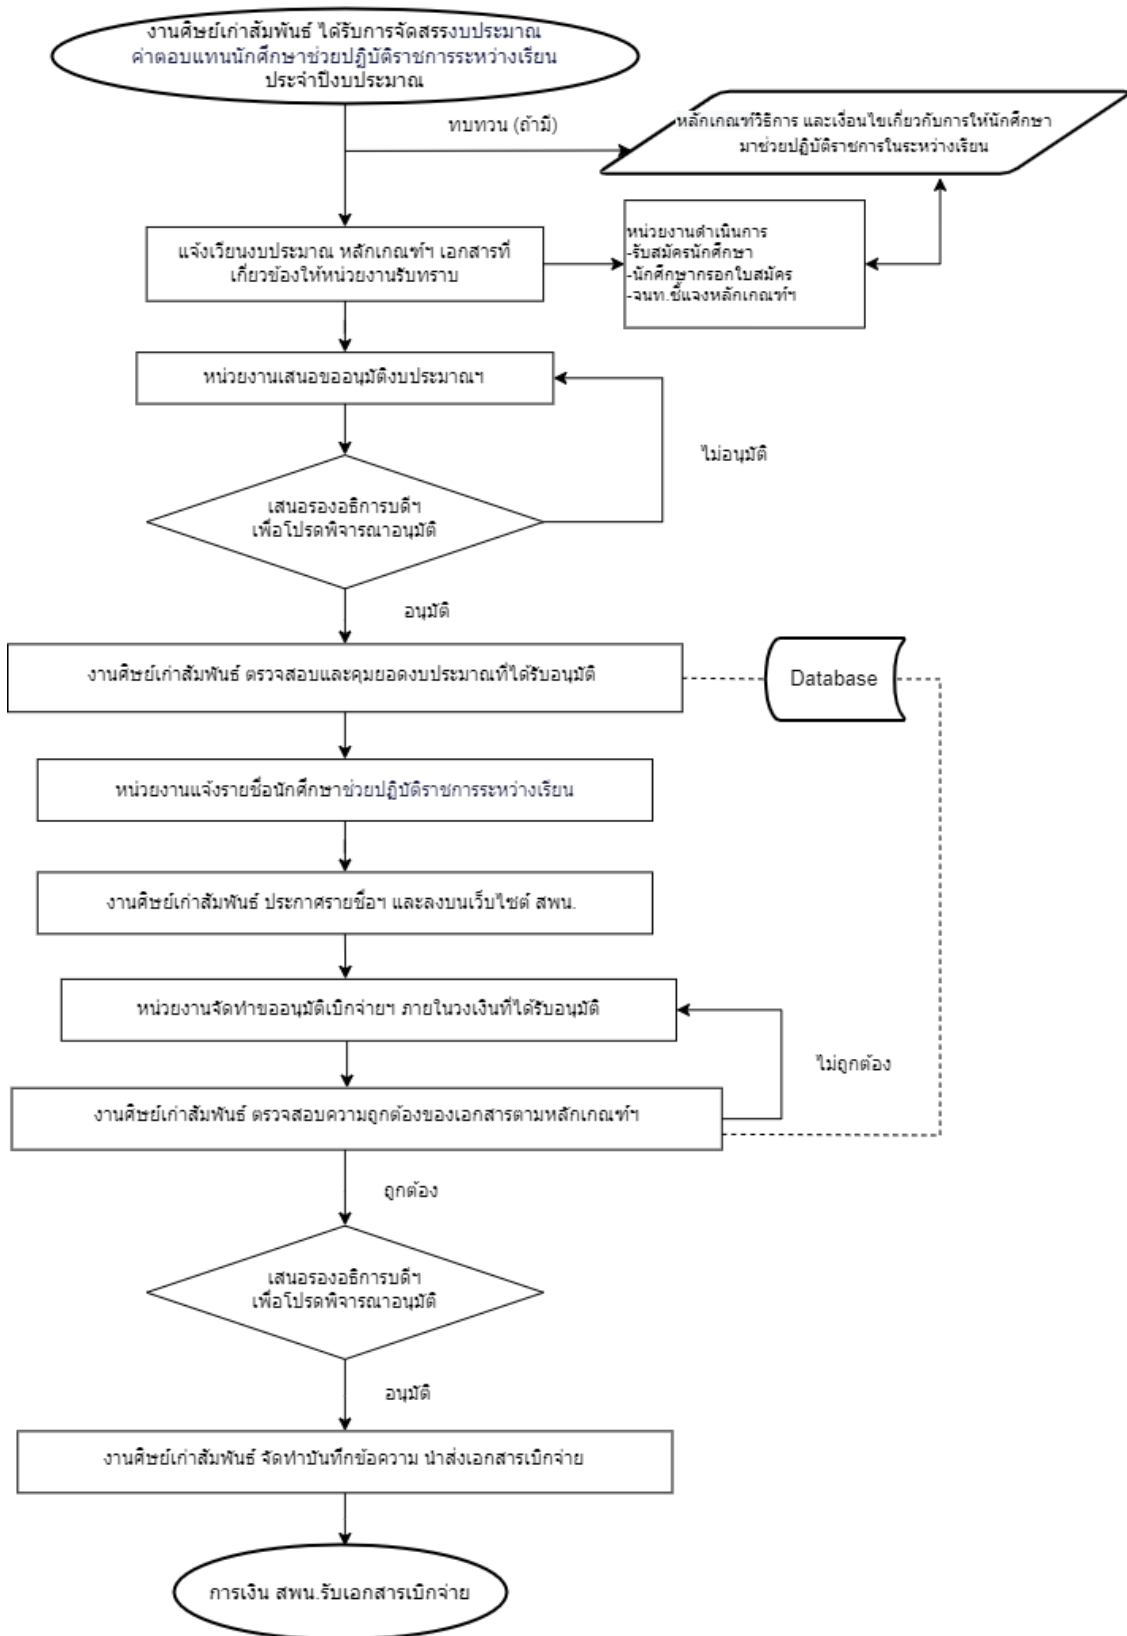 งานศิษย์เก่าสัมพันธ์ ได้รับการจัดสรรงบประมาณ
ค่าตอบแทนนักศึกษาช่วยปฏิบัติราชการระหว่างเรียน
ประจำปีงบประมาณ
ทบทวน (ถ้ามี)
หลักเกณฑ์วิธีการ และเงื่อนไขเกี่ยวกับการให้นักศึกษา
มาช่วยปฏิบัติราชการในระหว่างเรียน
แจ้งเวียนงบประมาณ หลักเกณฑ์ฯ เอกสารที่
เกี่ยวข้องให้หน่วยงานรับทราบ
หน่วยงานดำเนินการ
-รับสมัครนักศึกษา
-นักศึกษากรอกใบสมัคร
-จนท.ชี้แจงหลักเกณฑ์ฯ
หน่วยงานเสนอขออนุมัติงบประมาณฯ
ไม่อนุมัติ
เสนอรองอธิการบดีฯ
เพื่อโปรดพิจารณาอนุมัติ
อนุมัติ
งานศิษย์เก่าสัมพันธ์ ตรวจสอบและคุมยอดงบประมาณที่ได้รับอนุมัติ
Database
หน่วยงานแจ้งรายชื่อนักศึกษาช่วยปฏิบัติราชการระหว่างเรียน
งานศิษย์เก่าสัมพันธ์ ประกาศรายชื่อฯ และลงบนเว็บไซต์ สพน.
หน่วยงานจัดทำขออนุมัติเบิกจ่ายฯ ภายในวงเงินที่ได้รับอนุมัติ
ไม่ถูกต้อง
งานศิษย์เก่าสัมพันธ์ ตรวจสอบความถูกต้องของเอกสารตามหลักเกณฑ์ฯ
ถูกต้อง
เสนอรองอธิการบดีฯ
เพื่อโปรดพิจารณาอนุมัติ
อนุมัติ
งานศิษย์เก่าสัมพันธ์ จัดทำบันทึกข้อความ นำส่งเอกสารเบิกจ่าย
การเงิน สพน.รับเอกสารเบิกจ่าย